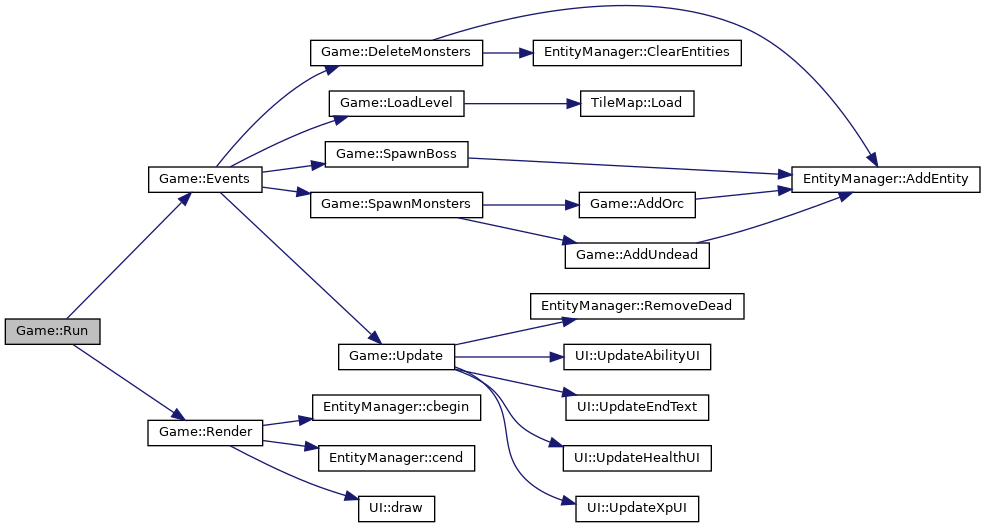 Game::DeleteMonsters
EntityManager::ClearEntities
Game::LoadLevel
TileMap::Load
Game::SpawnBoss
Game::Events
EntityManager::AddEntity
Game::SpawnMonsters
Game::AddOrc
Game::AddUndead
EntityManager::RemoveDead
Game::Run
Game::Update
UI::UpdateAbilityUI
EntityManager::cbegin
UI::UpdateEndText
Game::Render
EntityManager::cend
UI::UpdateHealthUI
UI::draw
UI::UpdateXpUI